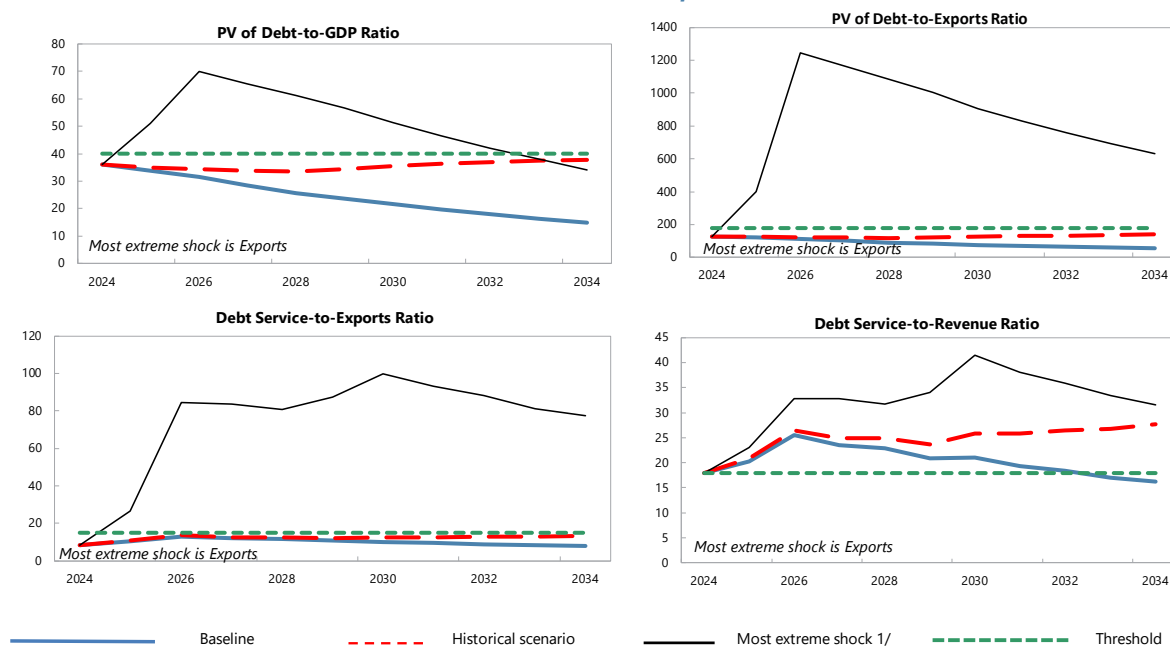 PV of Debt-to-GDP Ratio
80
70
60
50
40
30
20
10
0
Most extreme shock is Exports
2024 2026 2028 2030 2032 2034
PV of Debt-to-Exports Ratio
1400
1200
1000
800
600
400
200
0
Most extreme shock is Exports
2024 2026 2028 2030 2032 2034
Debt Service-to-Exports Ratio
120
100
80
60
40
20
0
Most extreme shock is Exports
2024 2026 2028 2030 2032 2034
Debt Service-to-Revenue Ratio
45
40
35
30
25
20
15
10
5
0
Most extreme shock is Exports
2024 2026 2028 2030 2032 2034
Baseline Historical scenario Most extreme shock 1/ Threshold